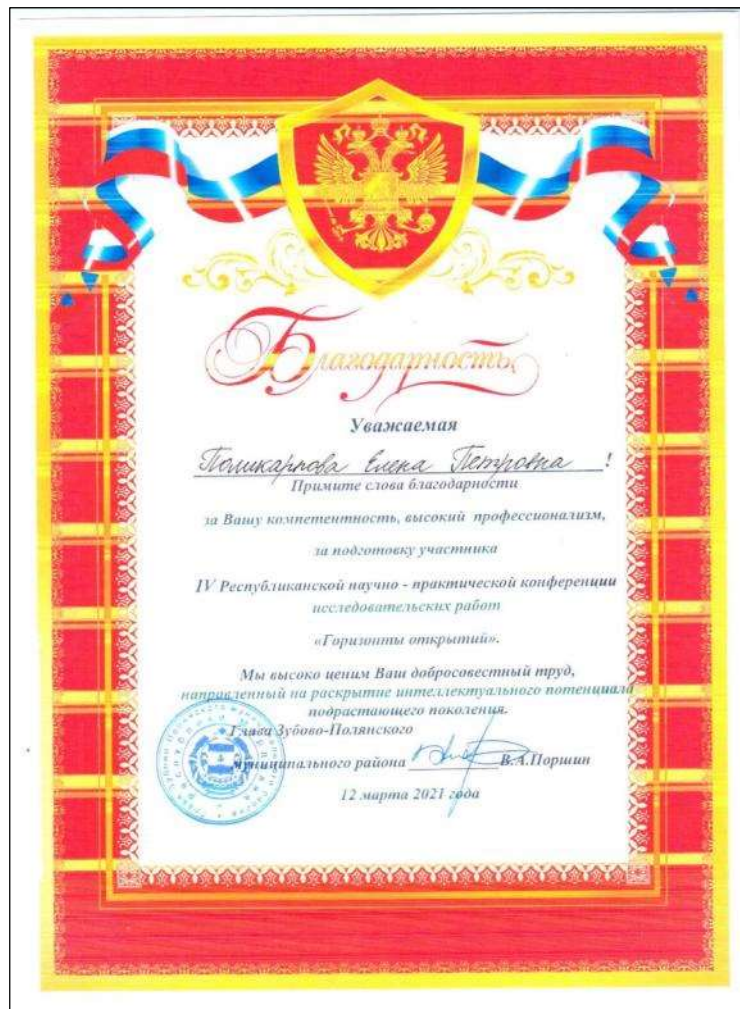 Благодарность
Уважаемая
Поликарпова Елена Петровна !
Примите слова благодарности
за Вашу компетентность, высокий профессионализм,
за подготовку участника
IV Республиканской научно - практической конференции
исследовательских работ
«Горизонты открытий».
Мы высоко ценим Ваш добросовестный труд,
направленный на раскрытие интеллектуального потенциала
подрастающего поколения.
Глава Зубово-Полянского
муниципального района В.А.Поршин
12 марта 2021 года